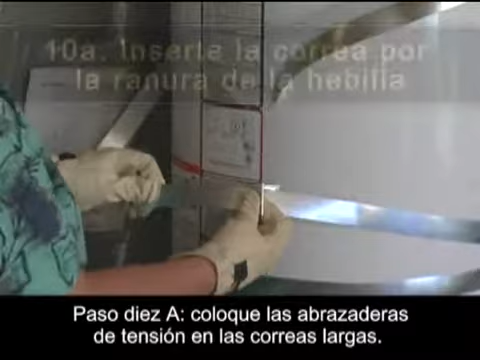 10a. Inserte la correa por
la ranura de la hebilla
Paso diez A: coloque las abrazaderas
de tensión en las correas largas.